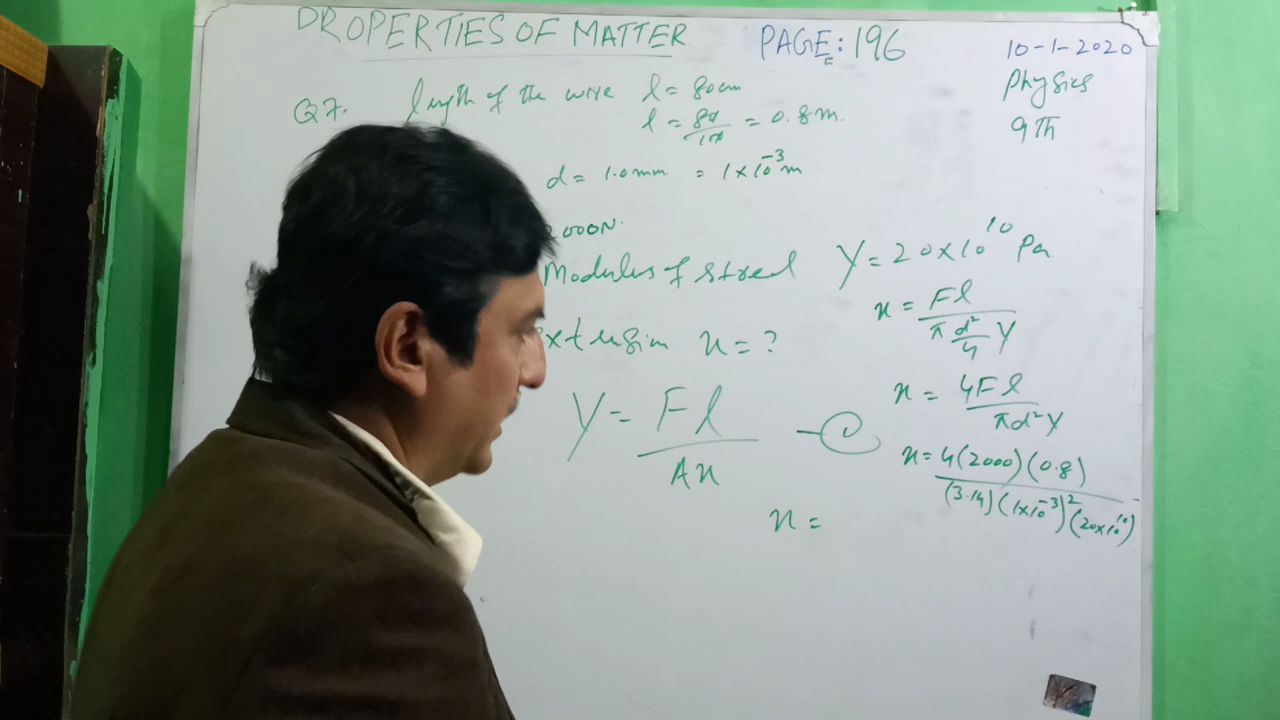 PROPERTIES OF MATTER PAGE: 196
10-1-2020
Physics
9Th
Q7. length of the wire l = 80cm
l = 80/100 = 0.8m.
d = 1.0mm = 1×10⁻³m
2000N.
Modulus of steel Y = 20×10¹⁰ Pa
extension x = ?
Y = Fl/Ax
x = Fl/(π d²/4 Y)
x = 4Fl/(πd²Y)
x = 4(2000)(0.8)/((3.14)(1×10⁻³)²(20×10¹⁰))
x =